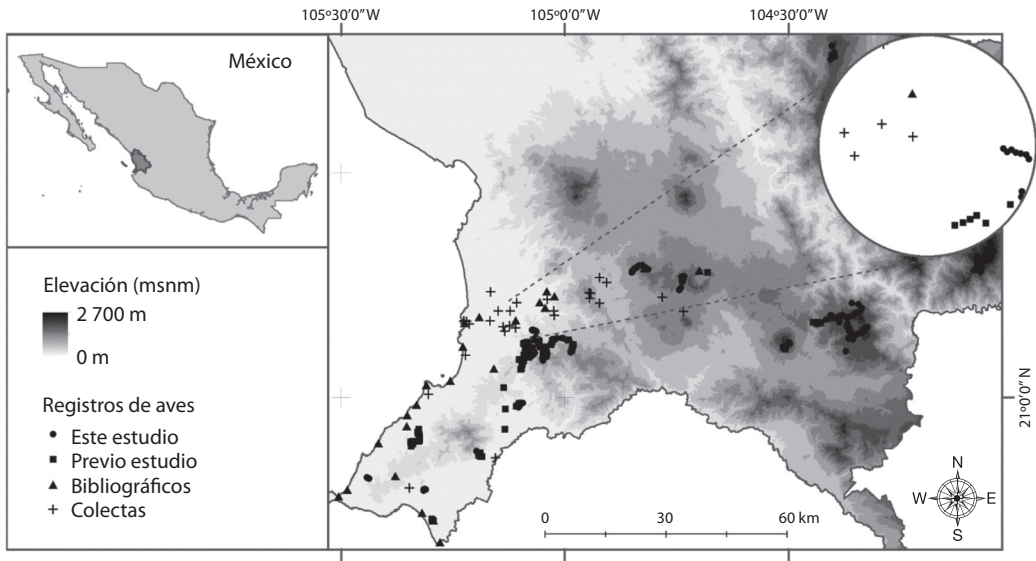 105º30’0’’W
105º0’0’’W
104º30’0’’W
México
Elevación (msnm)
2 700 m
0 m
Registros de aves
Este estudio
Previo estudio
Bibliográficos
Colectas
21º0’0’’ N
N
W
E
S
0
30
60 km